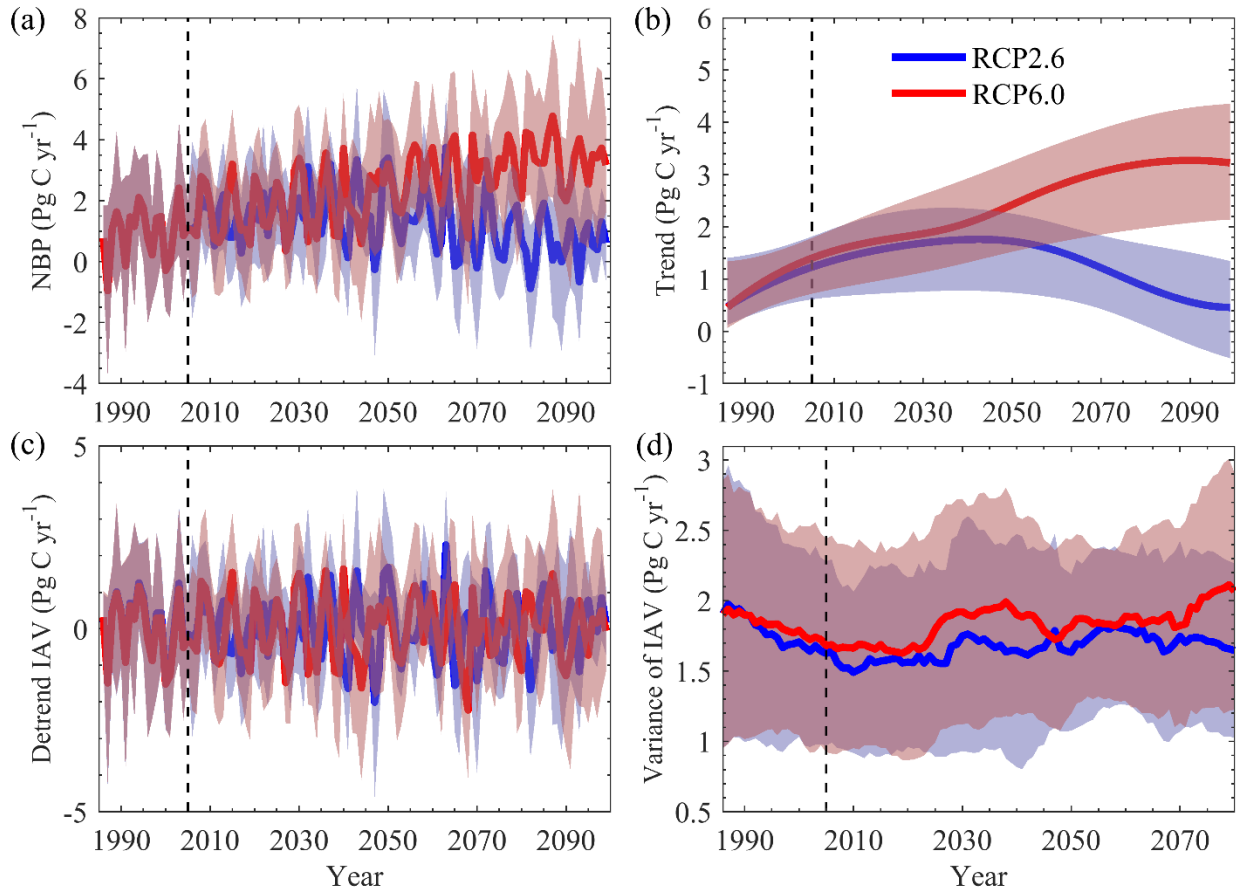 (a)
8
6
4
2
0
-2
-4
NBP (Pg C yr⁻¹)
1990 2010 2030 2050 2070 2090
(b)
6
5
4
3
2
1
0
-1
Trend (Pg C yr⁻¹)
RCP2.6
RCP6.0
1990 2010 2030 2050 2070 2090
(c)
5
0
-5
Detrend IAV (Pg C yr⁻¹)
1990 2010 2030 2050 2070 2090
Year
(d)
3
2.5
2
1.5
1
0.5
Variance of IAV (Pg C yr⁻¹)
1990 2010 2030 2050 2070
Year